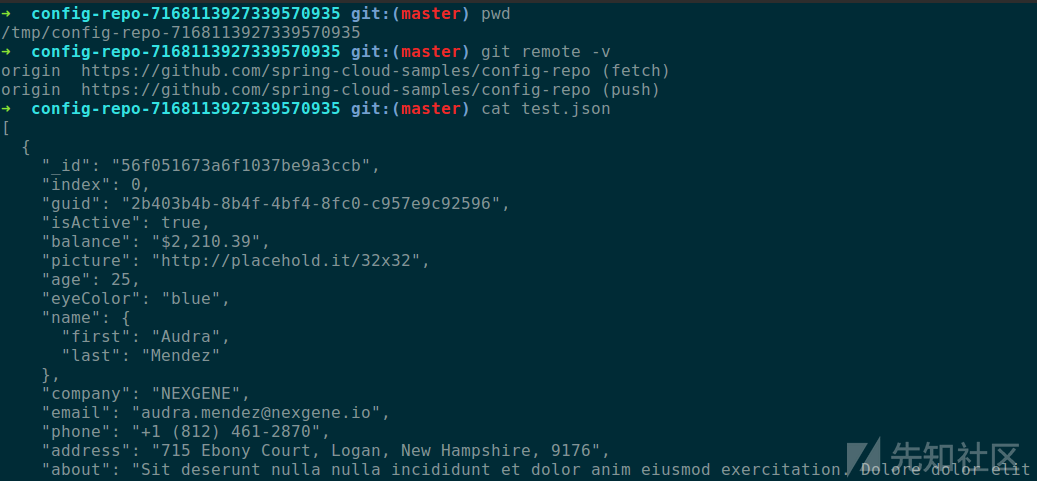 ➜  config-repo-7168113927339570935 git:(master) pwd
/tmp/config-repo-7168113927339570935
➜  config-repo-7168113927339570935 git:(master) git remote -v
origin  https://github.com/spring-cloud-samples/config-repo (fetch)
origin  https://github.com/spring-cloud-samples/config-repo (push)
➜  config-repo-7168113927339570935 git:(master) cat test.json
[
  {
    "_id": "56f051673a6f1037be9a3ccb",
    "index": 0,
    "guid": "2b403b4b-8b4f-4bf4-8fc0-c957e9c92596",
    "isActive": true,
    "balance": "$2,210.39",
    "picture": "http://placehold.it/32x32",
    "age": 25,
    "eyeColor": "blue",
    "name": {
      "first": "Audra",
      "last": "Mendez"
    },
    "company": "NEXGENE",
    "email": "audra.mendez@nexgene.io",
    "phone": "+1 (812) 461-2870",
    "address": "715 Ebony Court, Logan, New Hampshire, 9176",
    "about": "Sit deserunt nulla nulla incididunt et dolor anim eiusmod exercitation. Dolore dolor elit
先知社区